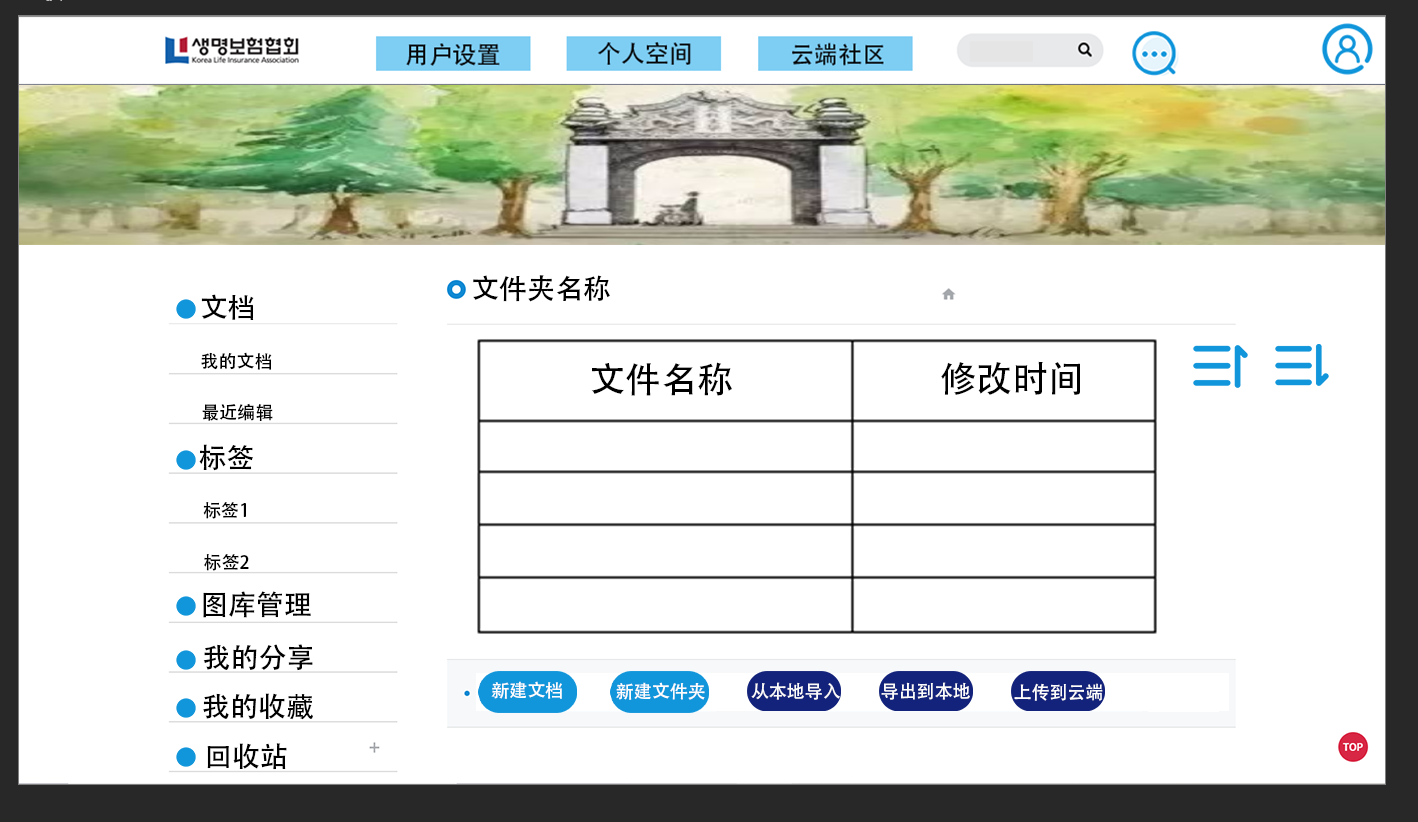 생명보험협회
Korea Life Insurance Association
用户设置
个人空间
云端社区
文档
我的文档
最近编辑
标签
标签1
标签2
图库管理
我的分享
我的收藏
回收站 +
文件夹名称
文件名称 修改时间
新建文档 新建文件夹 从本地导入 导出到本地 上传到云端
TOP